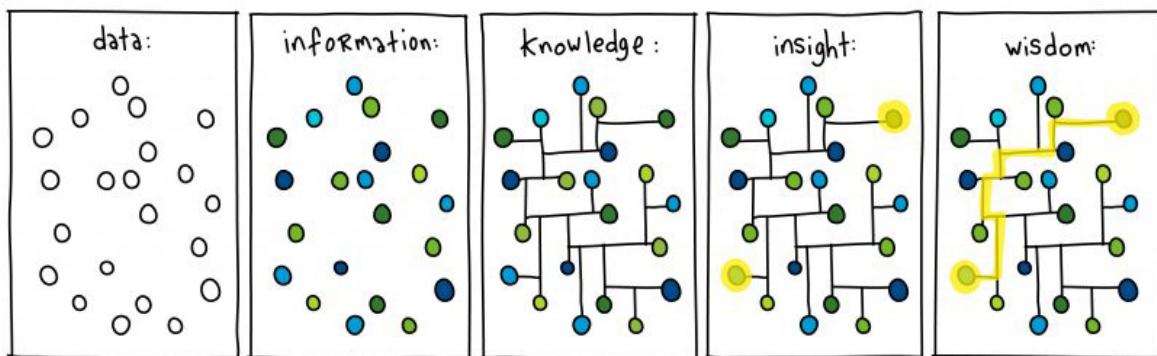 data:
information:
knowledge:
insight:
wisdom: